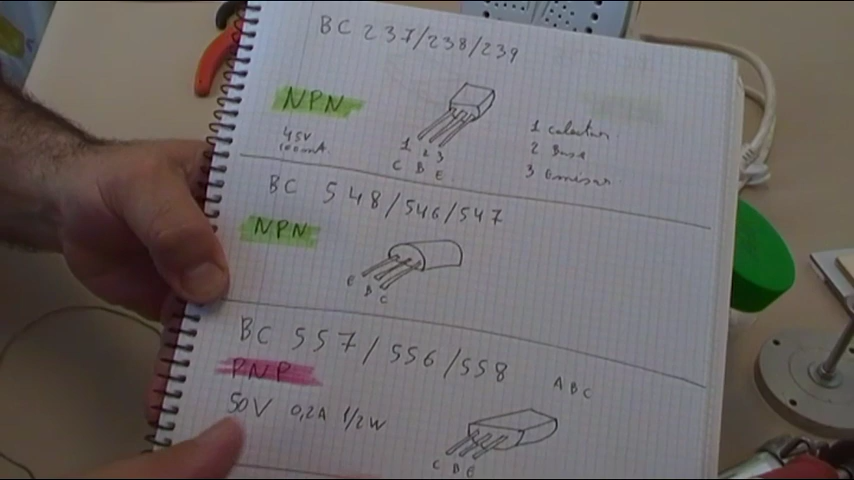 BC 237/238/239
NPN
45V
100mA.
1 2 3
C B E
1 colector.
2 Base
3 Emisor.
BC 548/546/547
NPN
E B C
BC 557/556/558
PNP
A B C
50V 0,2A 1/2W
C B E